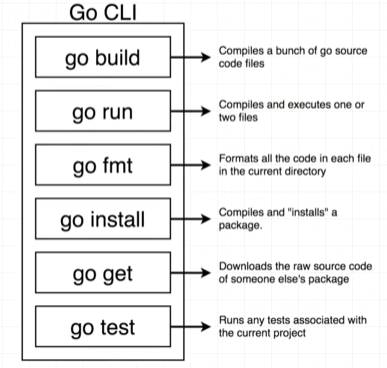 Go CLI
go build
Compiles a bunch of go source
code files
go run
Compiles and executes one or
two files
go fmt
Formats all the code in each file
in the current directory
go install
Compiles and "installs" a
package.
go get
Downloads the raw source code
of someone else's package
go test
Runs any tests associated with
the current project